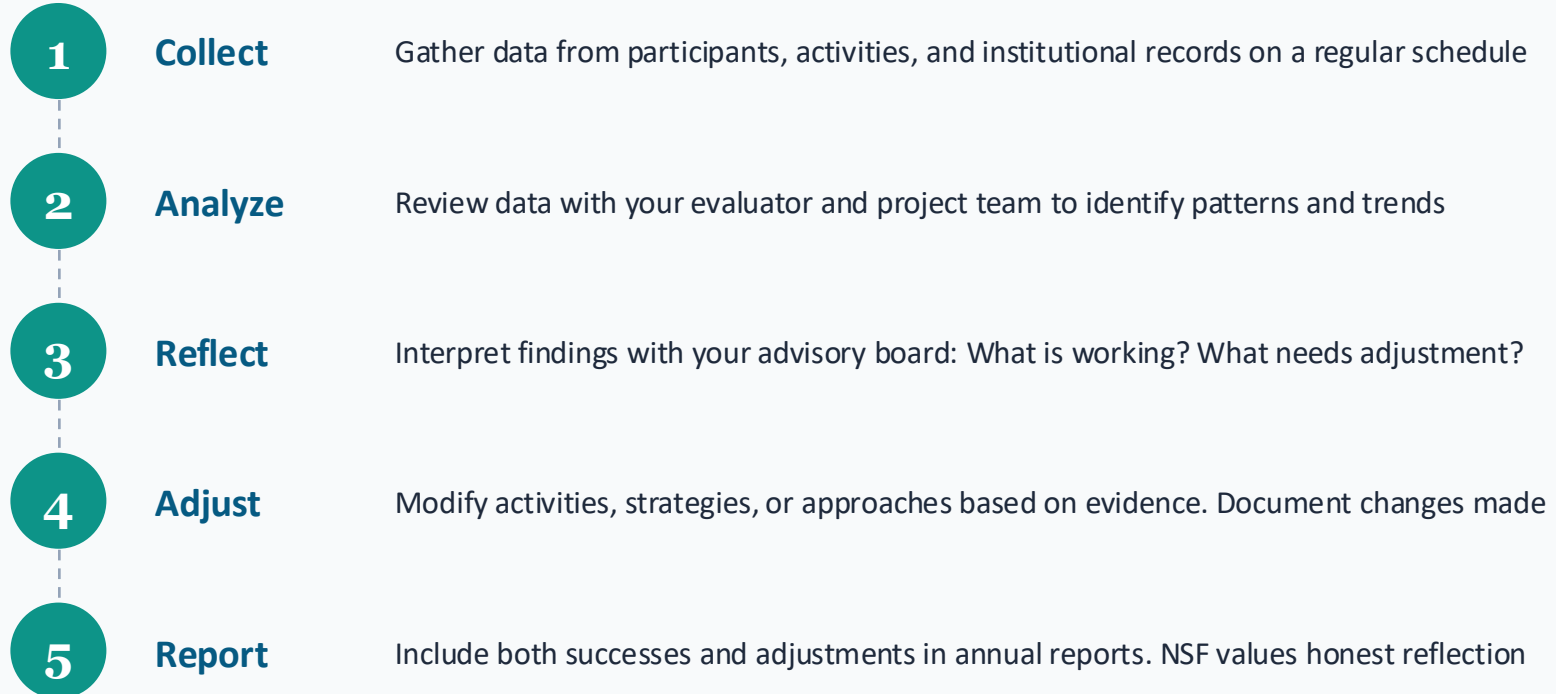 1 Collect Gather data from participants, activities, and institutional records on a regular schedule
2 Analyze Review data with your evaluator and project team to identify patterns and trends
3 Reflect Interpret findings with your advisory board: What is working? What needs adjustment?
4 Adjust Modify activities, strategies, or approaches based on evidence. Document changes made
5 Report Include both successes and adjustments in annual reports. NSF values honest reflection